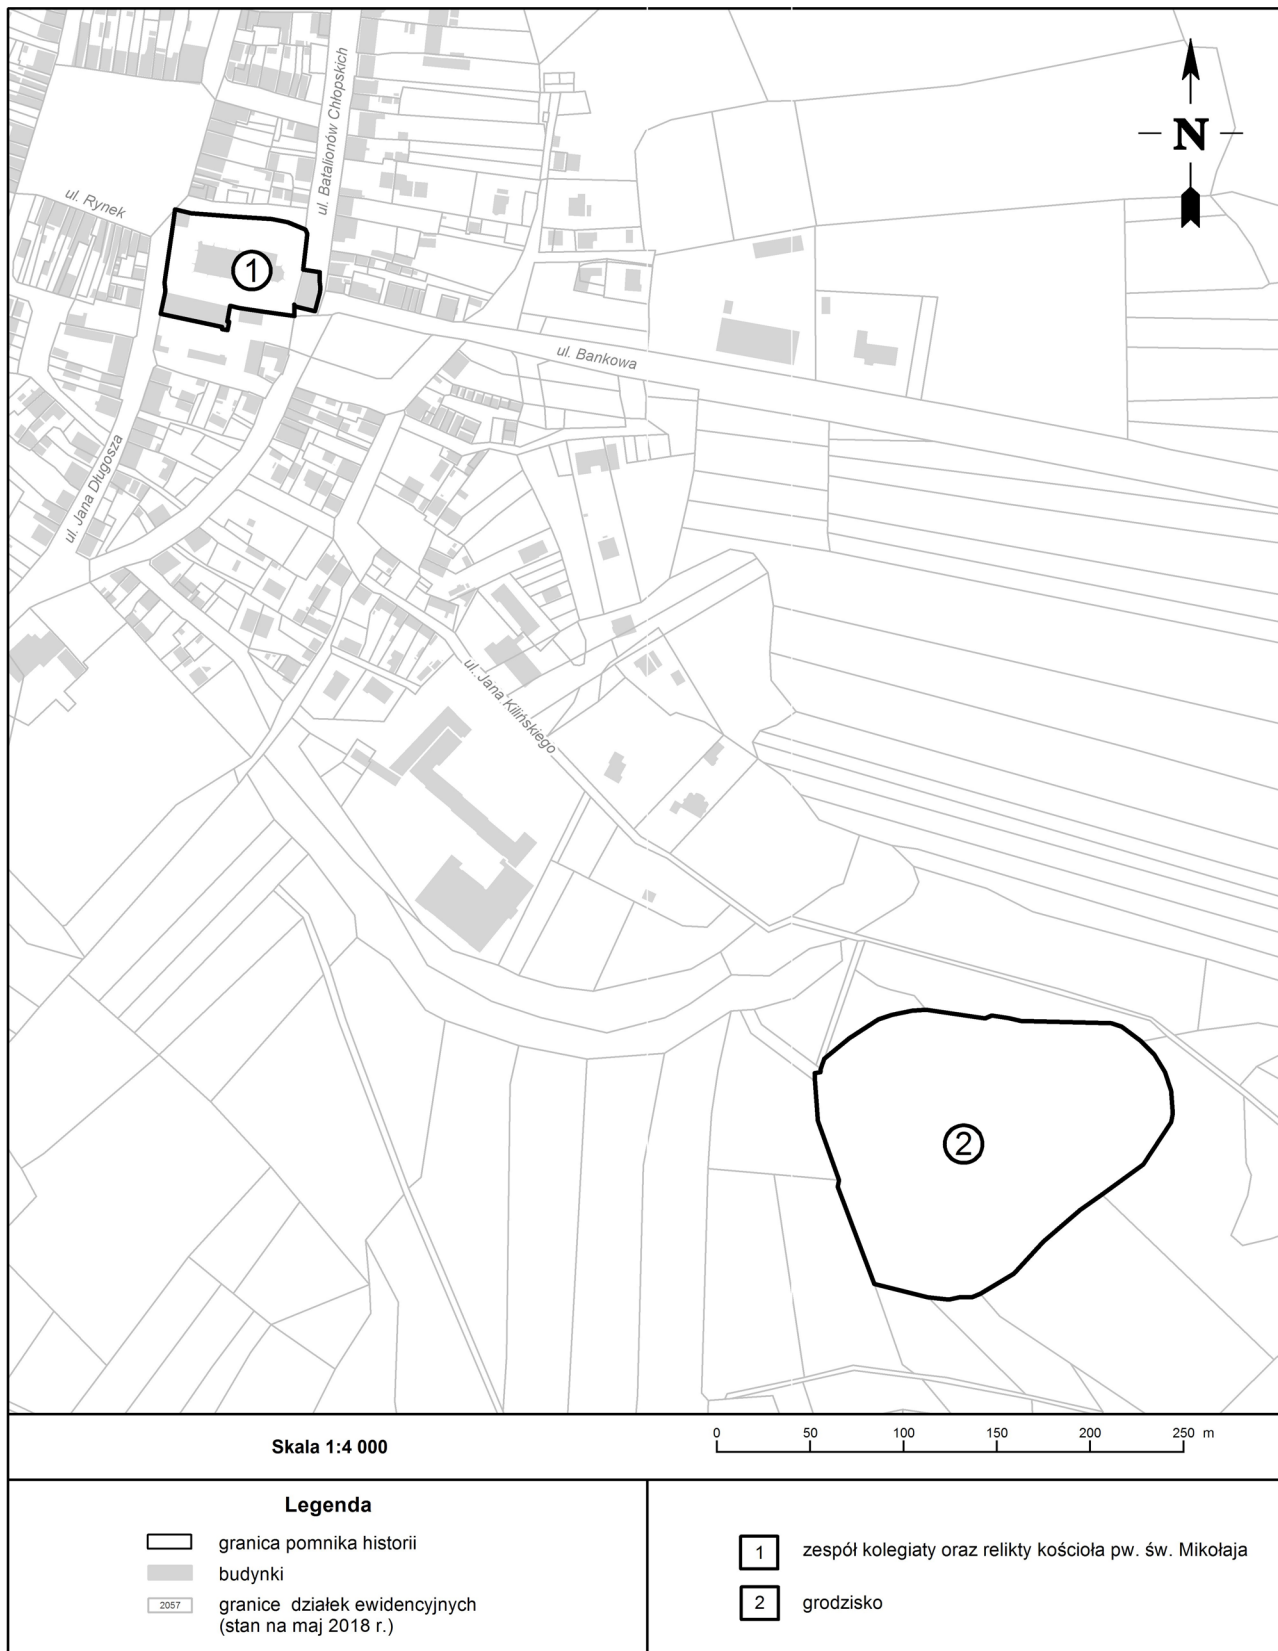 ul. Batalionów Chłopskich
N
ul. Rynek
1
ul. Bankowa
ul. Jana Długosza
ul. Jana Kilińskiego
2
Skala 1:4 000
0 50 100 150 200 250 m
Legenda
granica pomnika historii
budynki
2057 granice działek ewidencyjnych
(stan na maj 2018 r.)
1 zespół kolegiaty oraz relikty kościoła pw. św. Mikołaja
2 grodzisko